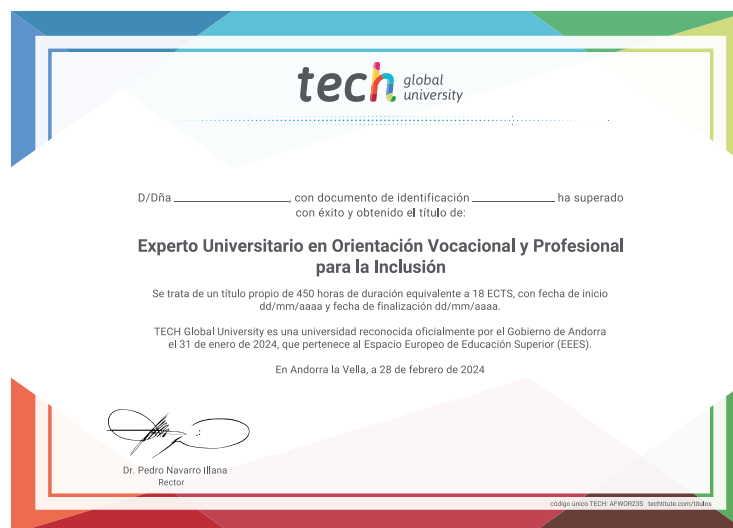 tech global university
D/Dña ____________________, con documento de identificación ______________ ha superado
con éxito y obtenido el título de:
Experto Universitario en Orientación Vocacional y Profesional
para la Inclusión
Se trata de un título propio de 450 horas de duración equivalente a 18 ECTS, con fecha de inicio
dd/mm/aaaa y fecha de finalización dd/mm/aaaa.
TECH Global University es una universidad reconocida oficialmente por el Gobierno de Andorra
el 31 de enero de 2024, que pertenece al Espacio Europeo de Educación Superior (EEES).
En Andorra la Vella, a 28 de febrero de 2024
Dr. Pedro Navarro Illana
Rector
código único TECH: AFWOR23S techtitute.com/titulos